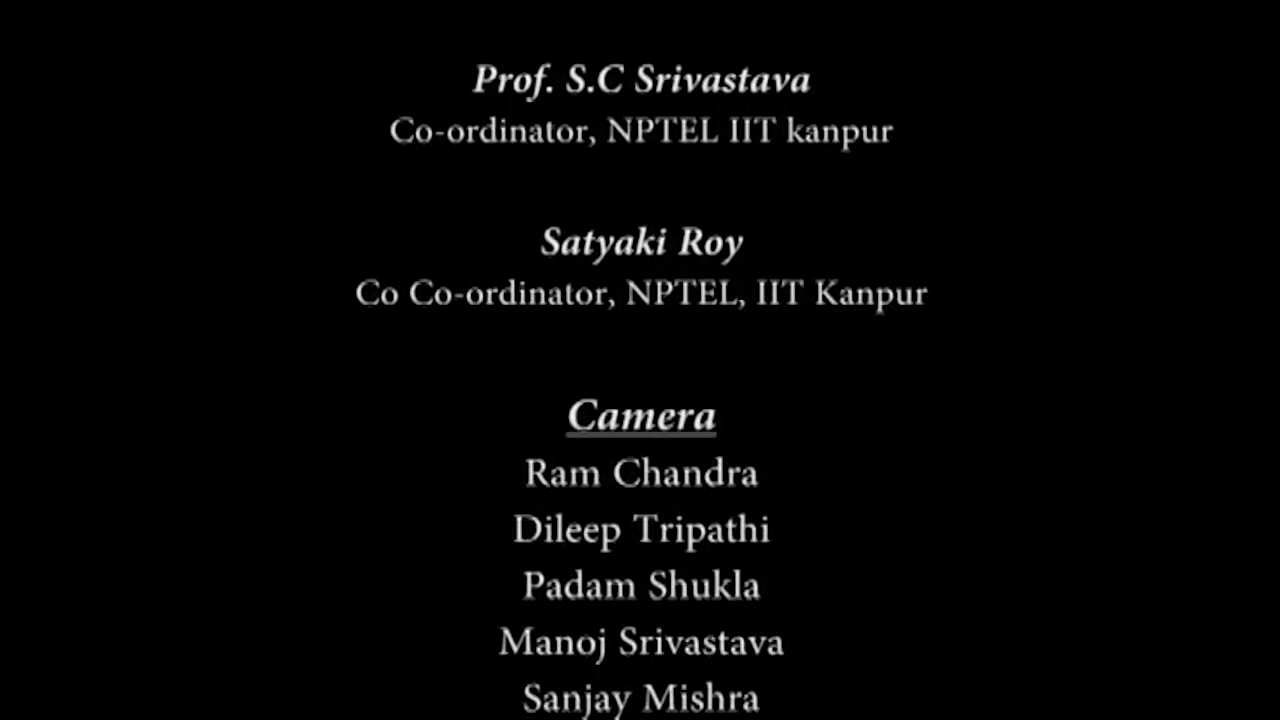 Prof. S.C Srivastava
Co-ordinator, NPTEL IIT kanpur
Satyaki Roy
Co Co-ordinator, NPTEL, IIT Kanpur
Camera
Ram Chandra
Dileep Tripathi
Padam Shukla
Manoj Srivastava
Sanjay Mishra